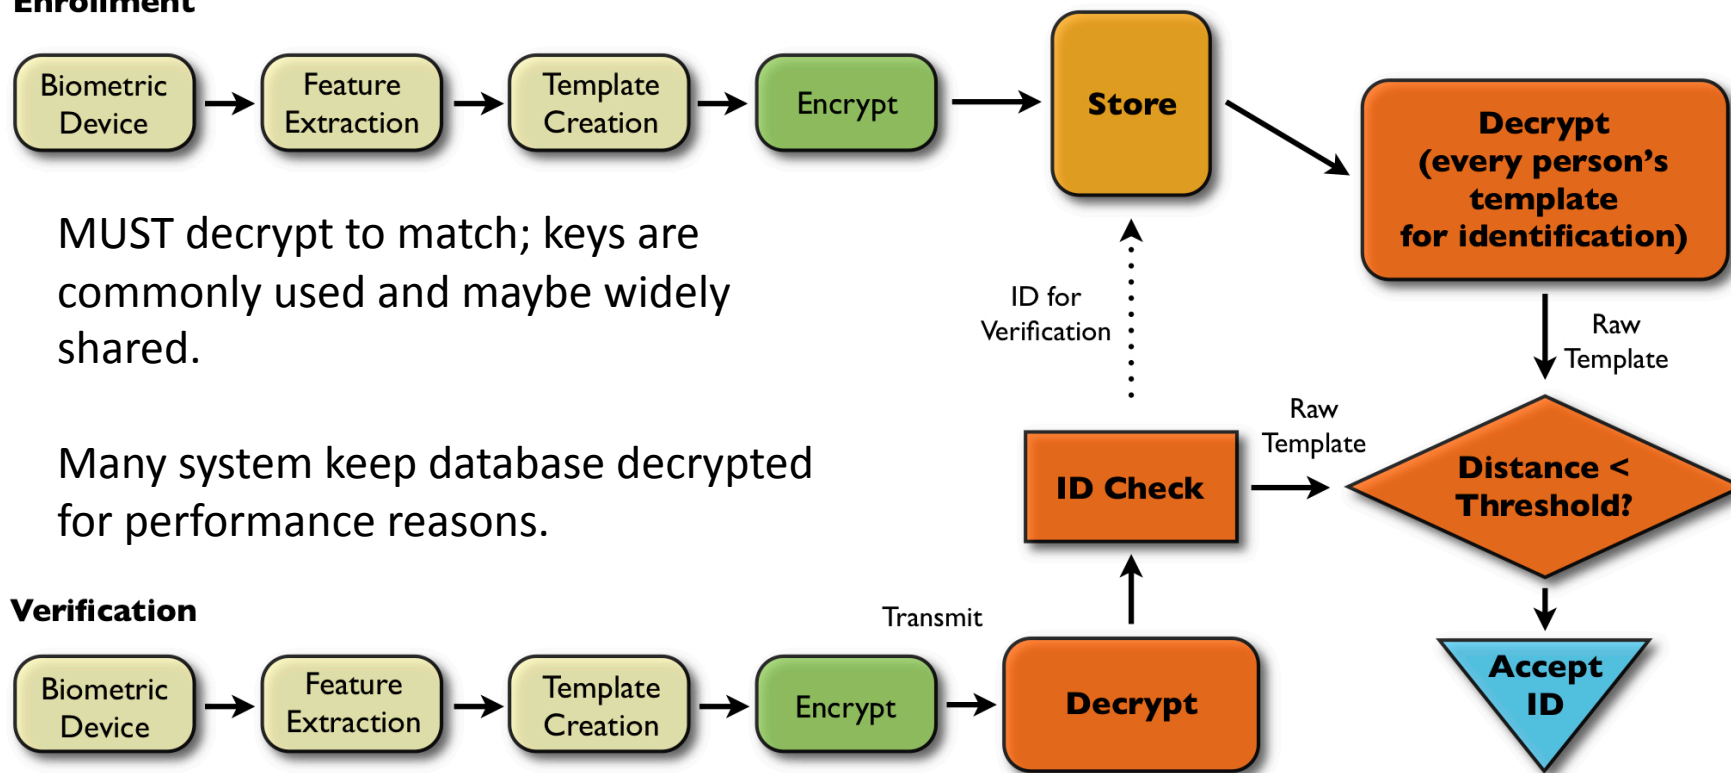 Enrollment
Biometric
Device
Feature
Extraction
Template
Creation
Encrypt
Store
Decrypt
(every person's
template
for identification)
MUST decrypt to match; keys are
commonly used and maybe widely
shared.
ID for
Verification
Raw
Template
Many system keep database decrypted
for performance reasons.
ID Check
Raw
Template
Distance <
Threshold?
Verification
Transmit
Biometric
Device
Feature
Extraction
Template
Creation
Encrypt
Decrypt
Accept
ID